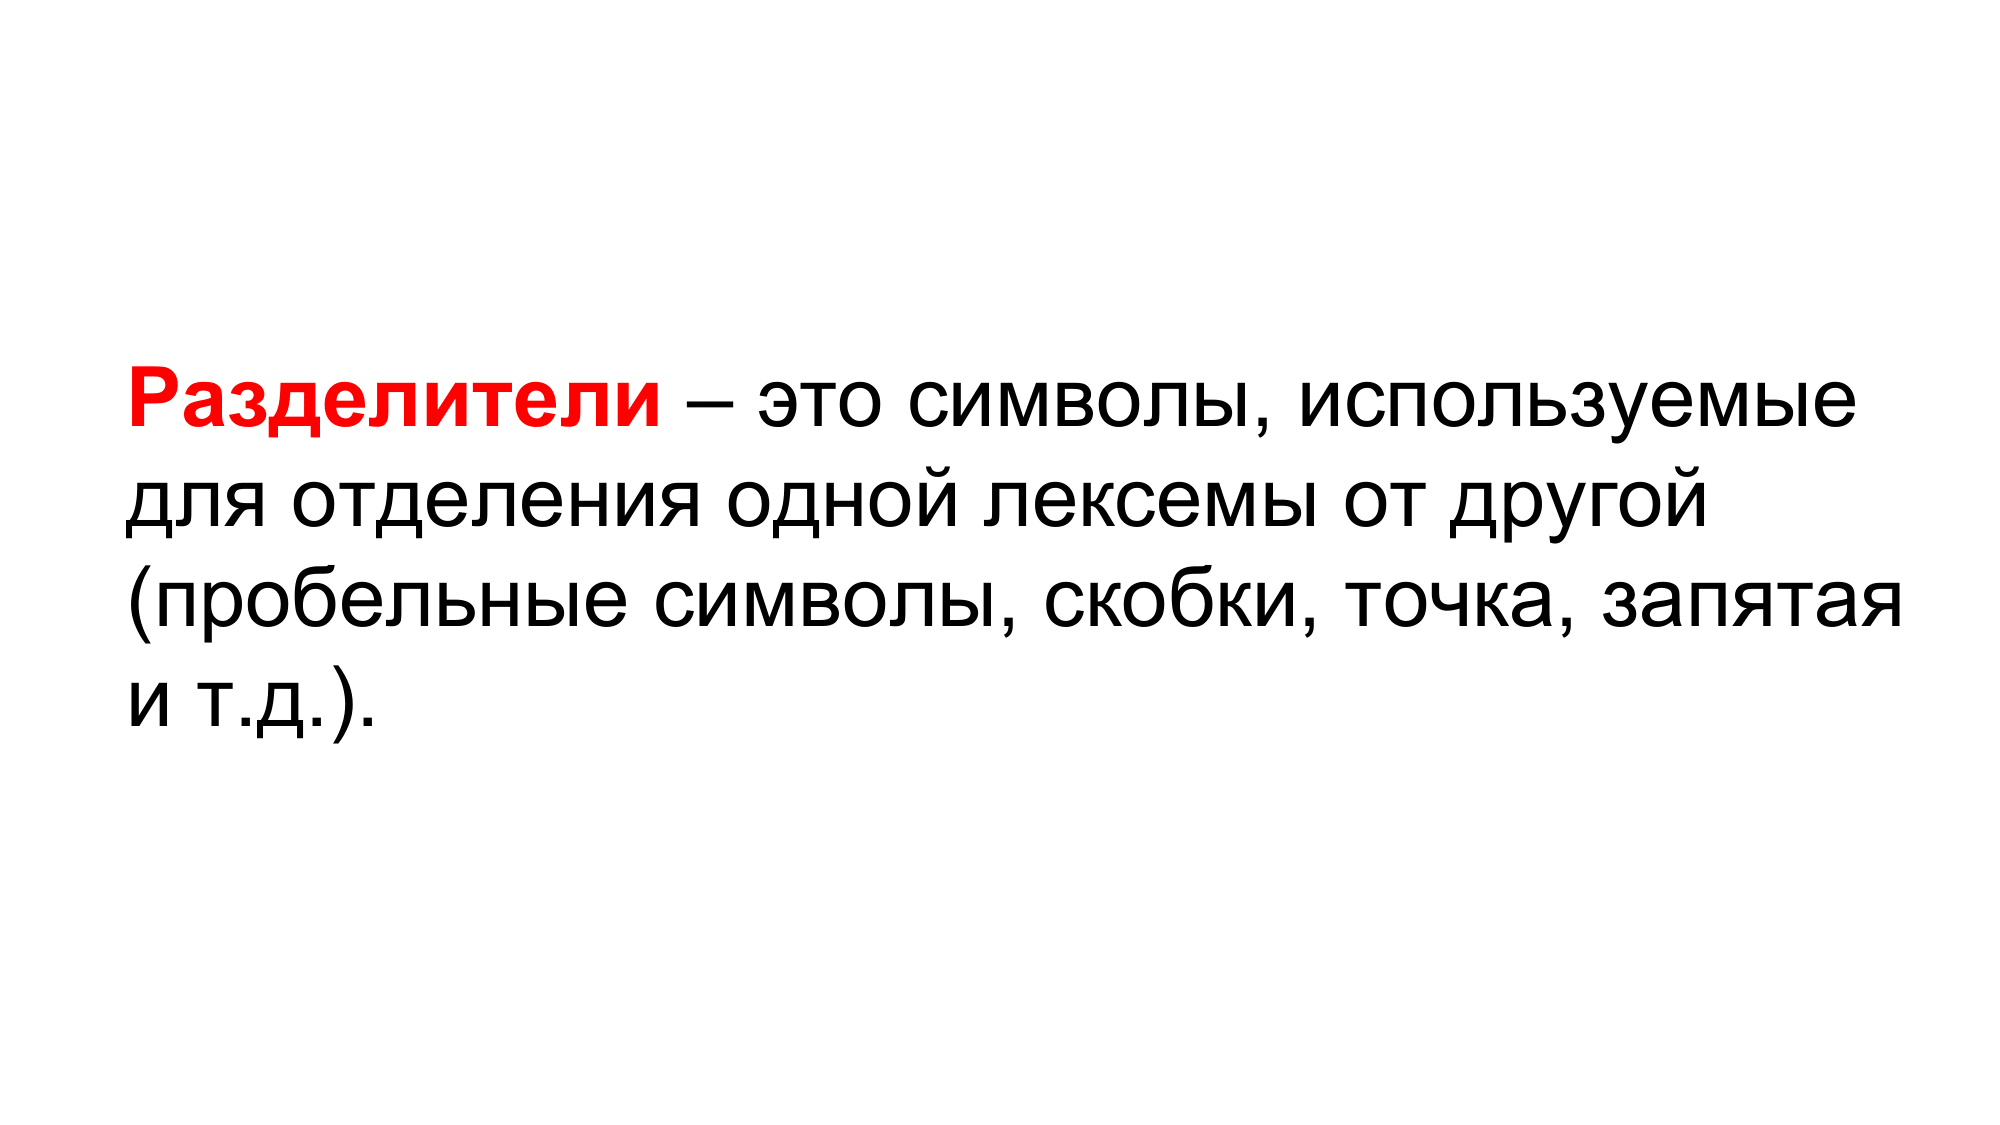 Разделители – это символы, используемые
для отделения одной лексемы от другой
(пробельные символы, скобки, точка, запятая
и т.д.).